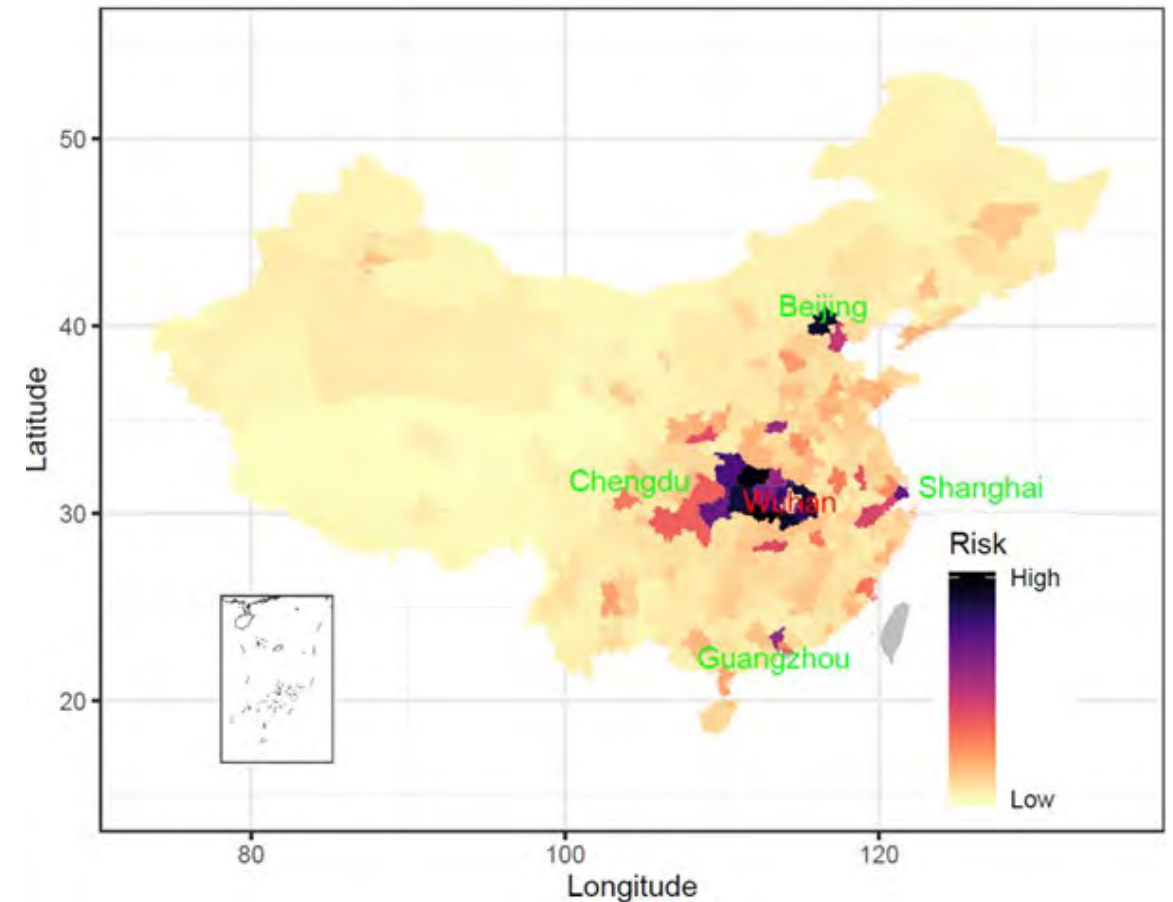 50
40
30
20
Latitude
Beijing
Chengdu
Wuhan
Shanghai
Guangzhou
Risk
High
Low
80
100
120
Longitude